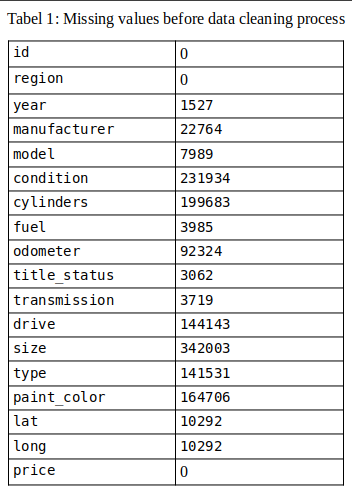 Tabel 1: Missing values before data cleaning process
id 0
region 0
year 1527
manufacturer 22764
model 7989
condition 231934
cylinders 199683
fuel 3985
odometer 92324
title_status 3062
transmission 3719
drive 144143
size 342003
type 141531
paint_color 164706
lat 10292
long 10292
price 0